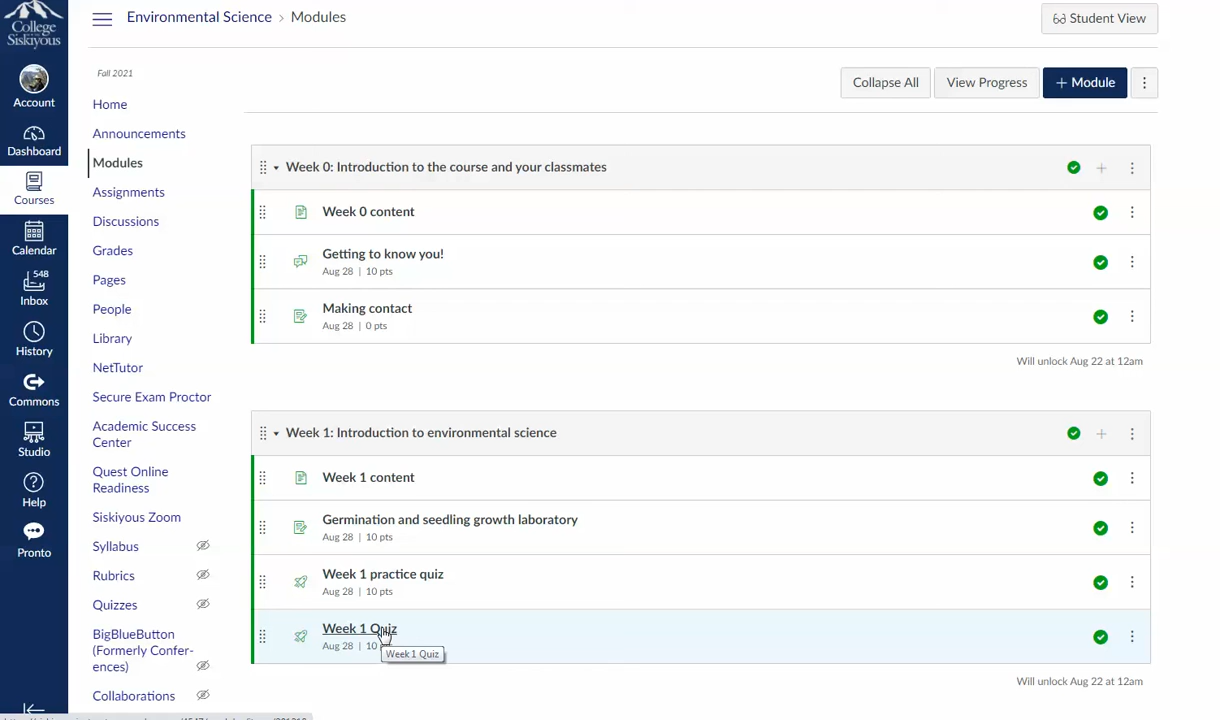 College
of the
Siskiyous
Environmental Science › Modules
Student View
Account
Dashboard
Courses
Calendar
548
Inbox
History
Commons
Studio
Help
Pronto
Fall 2021
Home
Announcements
Modules
Assignments
Discussions
Grades
Pages
People
Library
NetTutor
Secure Exam Proctor
Academic Success
Center
Quest Online
Readiness
Siskiyous Zoom
Syllabus
Rubrics
Quizzes
BigBlueButton
(Formerly Confer-
ences)
Collaborations
Collapse All
View Progress
+ Module
Week 0: Introduction to the course and your classmates
Week 0 content
Getting to know you!
Aug 28 | 10 pts
Making contact
Aug 28 | 0 pts
Will unlock Aug 22 at 12am
Week 1: Introduction to environmental science
Week 1 content
Germination and seedling growth laboratory
Aug 28 | 10 pts
Week 1 practice quiz
Aug 28 | 10 pts
Week 1 Quiz
Aug 28 | 10
Week 1 Quiz
Will unlock Aug 22 at 12am